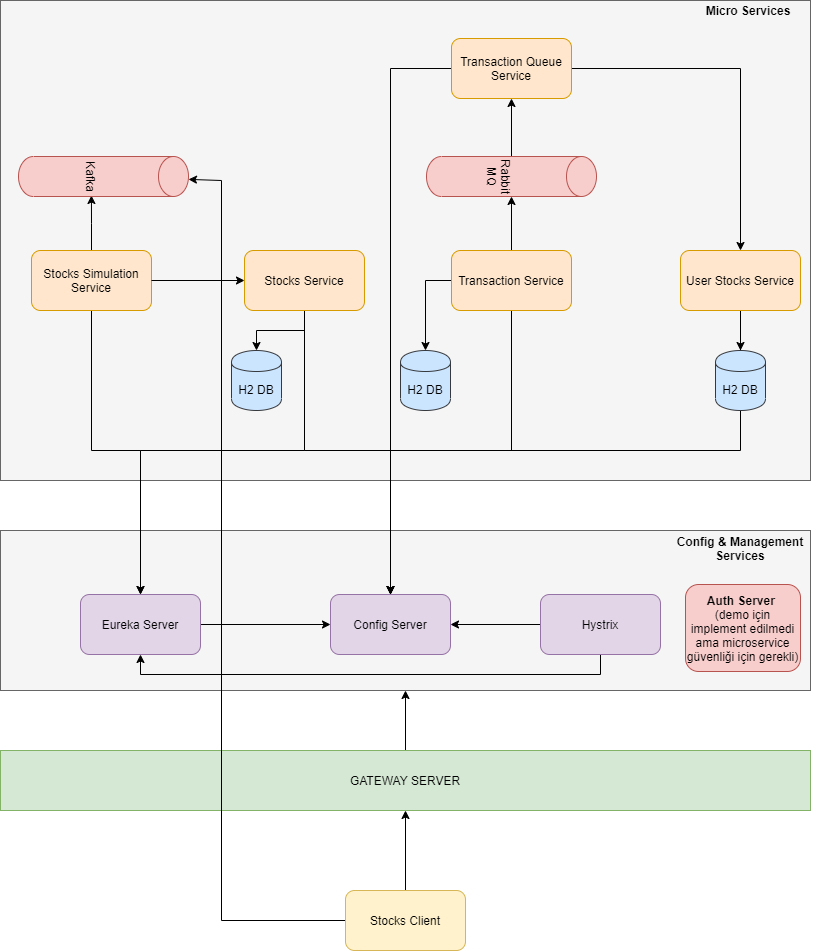 Micro Services
Transaction Queue
Service
Kafka
Rabbit
MQ
Stocks Simulation
Service
Stocks Service
Transaction Service
User Stocks Service
H2 DB
H2 DB
H2 DB
Config & Management
Services
Eureka Server
Config Server
Hystrix
Auth Server
(demo için
implement edilmedi
ama microservice
güvenliği için gerekli)
GATEWAY SERVER
Stocks Client